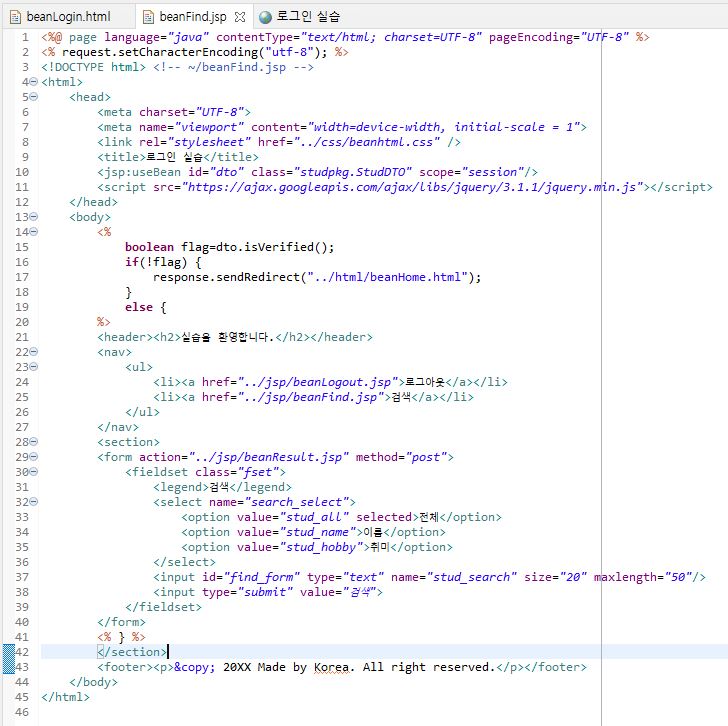 beanLogin.html beanFind.jsp 로그인 실습
1 <%@ page language="java" contentType="text/html; charset=UTF-8" pageEncoding="UTF-8" %>
2 <% request.setCharacterEncoding("utf-8"); %>
3 <!DOCTYPE html> <!-- ~/beanFind.jsp -->
4 <html>
5 <head>
6 <meta charset="UTF-8">
7 <meta name="viewport" content="width=device-width, initial-scale = 1">
8 <link rel="stylesheet" href="../css/beanhtml.css" />
9 <title>로그인 실습</title>
10 <jsp:useBean id="dto" class="studpkg.StudDTO" scope="session"/>
11 <script src="https://ajax.googleapis.com/ajax/libs/jquery/3.1.1/jquery.min.js"></script>
12 </head>
13 <body>
14 <%
15 boolean flag=dto.isVerified();
16 if(!flag) {
17 response.sendRedirect("../html/beanHome.html");
18 }
19 else {
20 %>
21 <header><h2>실습을 환영합니다.</h2></header>
22 <nav>
23 <ul>
24 <li><a href="../jsp/beanLogout.jsp">로그아웃</a></li>
25 <li><a href="../jsp/beanFind.jsp">검색</a></li>
26 </ul>
27 </nav>
28 <section>
29 <form action="../jsp/beanResult.jsp" method="post">
30 <fieldset class="fset">
31 <legend>검색</legend>
32 <select name="search_select">
33 <option value="stud_all" selected>전체</option>
34 <option value="stud_name">이름</option>
35 <option value="stud_hobby">취미</option>
36 </select>
37 <input id="find_form" type="text" name="stud_search" size="20" maxlength="50"/>
38 <input type="submit" value="검색">
39 </fieldset>
40 </form>
41 <% } %>
42 </section>
43 <footer><p>&copy; 20XX Made by Korea. All right reserved.</p></footer>
44 </body>
45 </html>
46